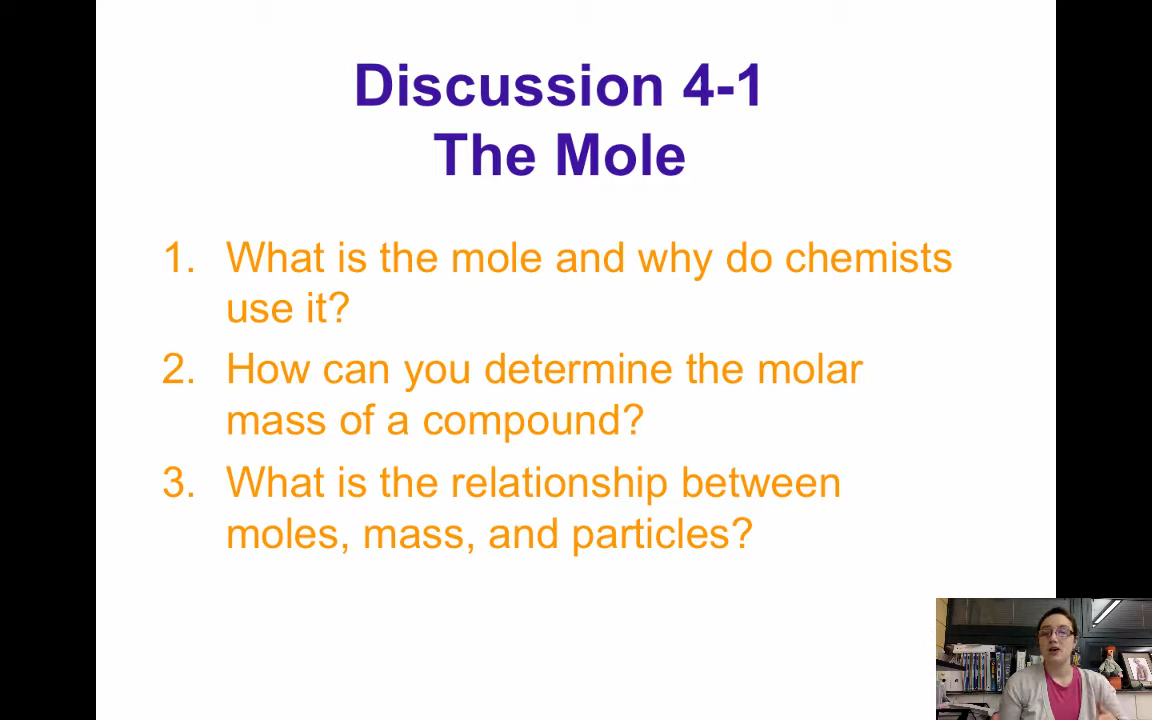 Discussion 4-1
The Mole
1. What is the mole and why do chemists
use it?
2. How can you determine the molar
mass of a compound?
3. What is the relationship between
moles, mass, and particles?